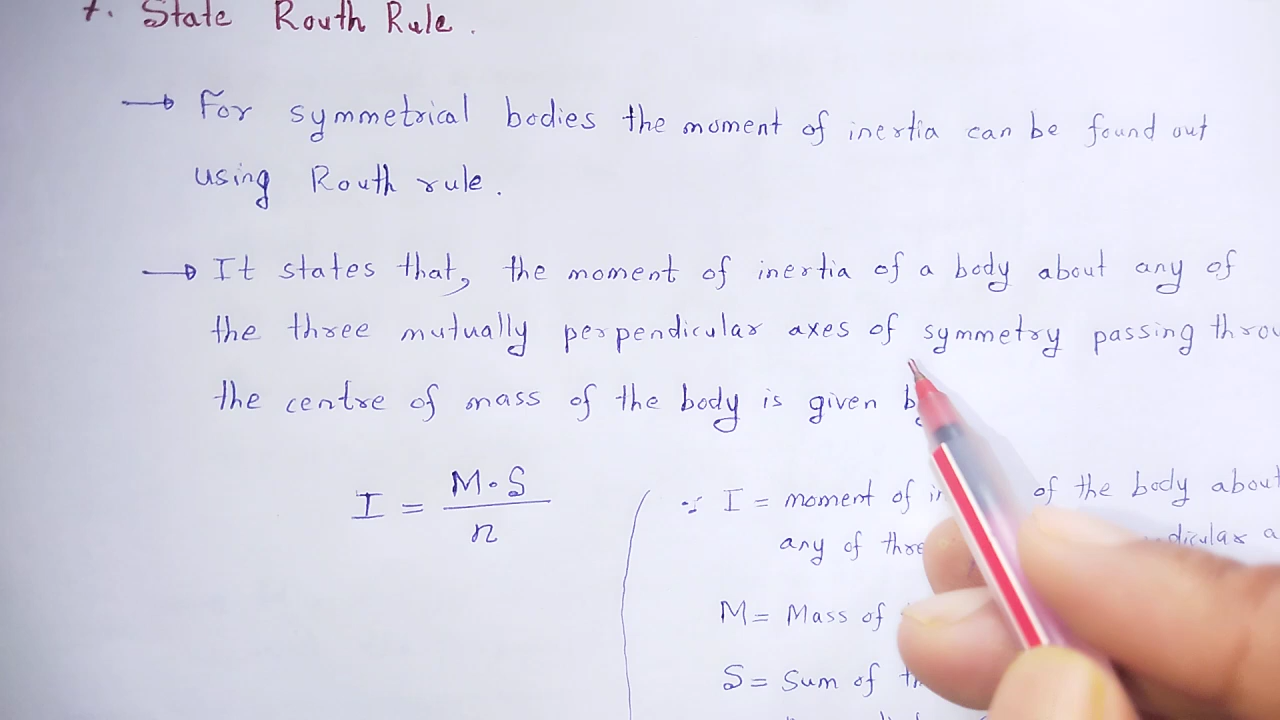 7. State Routh Rule.
→ For symmetrical bodies the moment of inertia can be found out
using Routh rule.
→ It states that, the moment of inertia of a body about any of
the three mutually perpendicular axes of symmetry passing throu
the centre of mass of the body is given
I = M·S / n
∵ I = moment of of the body about
any of
M = Mass of
S = Sum of